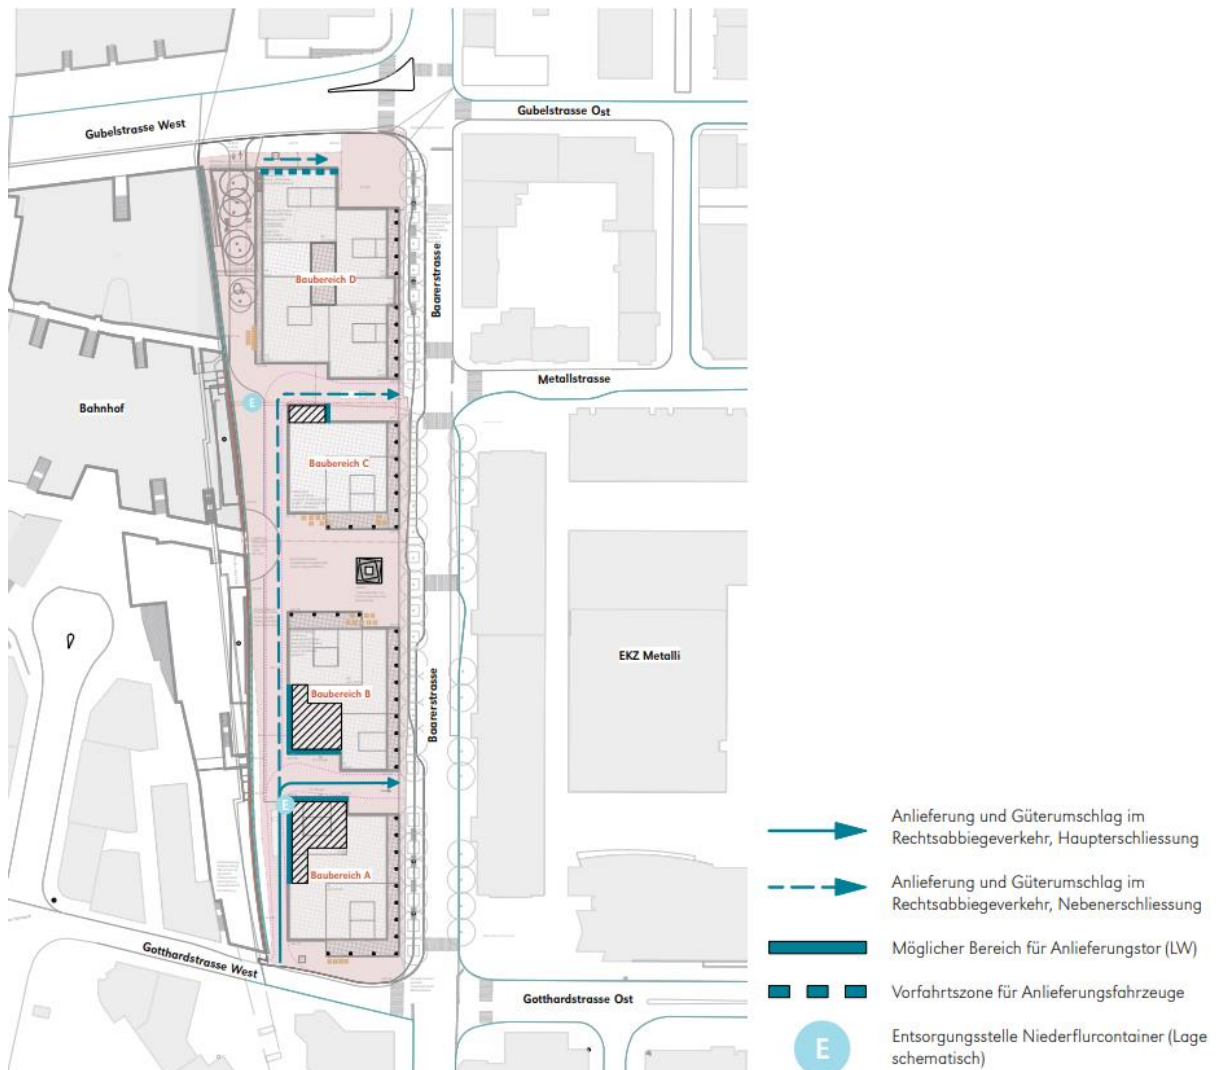 Gubelstrasse West
Gubelstrasse Ost
Baarerstrasse
Baubereich D
Metallstrasse
E
Bahnhof
Baubereich C
EKZ Metalli
Baubereich B
Baarerstrasse
E
Baubereich A
Gotthardstrasse West
Gotthardstrasse Ost
Anlieferung und Güterumschlag im
Rechtsabbiegeverkehr, Haupterschliessung
Anlieferung und Güterumschlag im
Rechtsabbiegeverkehr, Nebenerschliessung
Möglicher Bereich für Anlieferungstor (LW)
Vorfahrtszone für Anlieferungsfahrzeuge
E
Entsorgungsstelle Niederflurcontainer (Lage
schematisch)